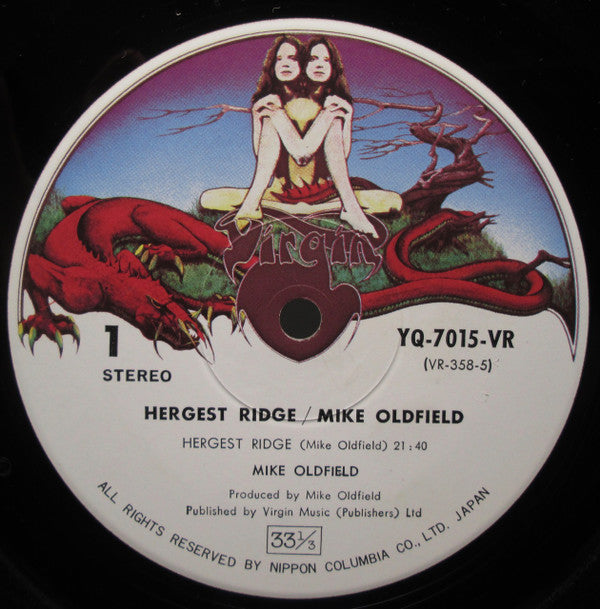 Virgin
1
STEREO
YQ-7015-VR
(VR-358-5)
HERGEST RIDGE / MIKE OLDFIELD
HERGEST RIDGE (Mike Oldfield) 21:40
MIKE OLDFIELD
Produced by Mike Oldfield
Published by Virgin Music (Publishers) Ltd
33 1/3
ALL RIGHTS RESERVED BY NIPPON COLUMBIA CO., LTD. JAPAN